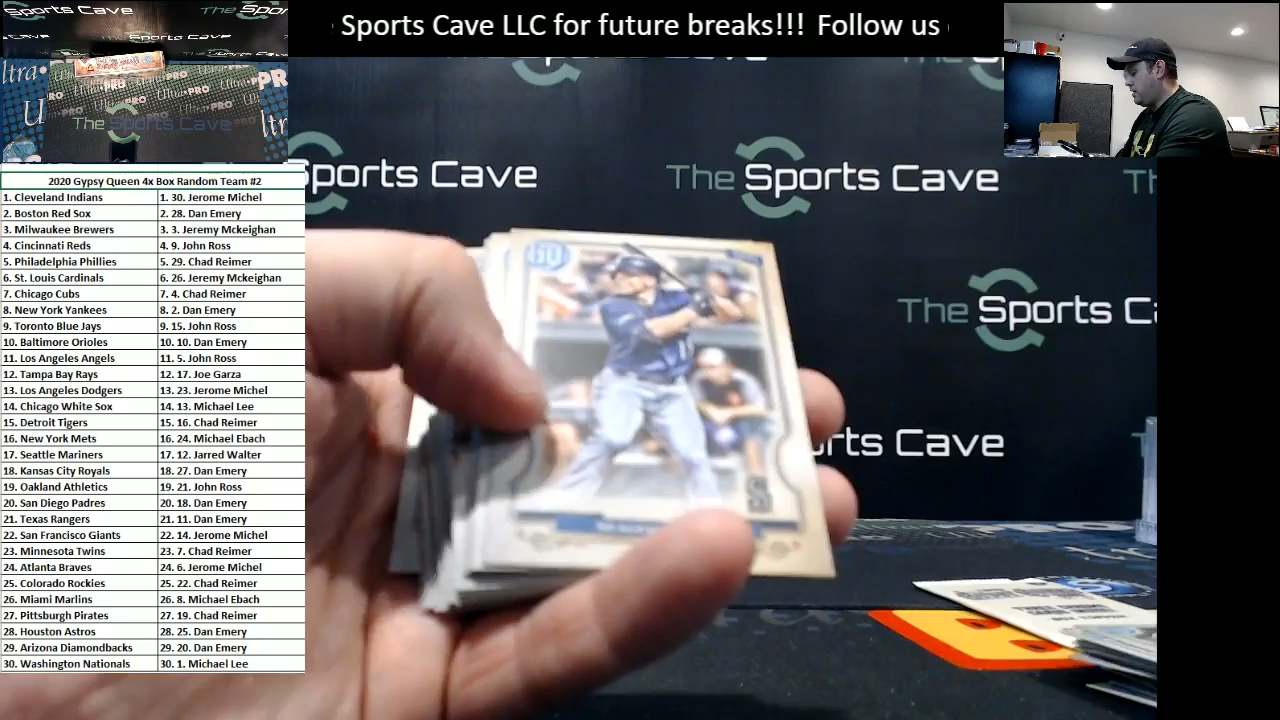 Sports Cave LLC for future breaks!!! Follow us
The S
ltra
PRO
Ultra PRO
PRO
U
ltr
The Sports Cave
2020 Gypsy Queen 4x Box Random Team #2
1. Cleveland Indians 1. 30. Jerome Michel
2. Boston Red Sox 2. 28. Dan Emery
3. Milwaukee Brewers 3. 3. Jeremy Mckeighan
4. Cincinnati Reds 4. 9. John Ross
5. Philadelphia Phillies 5. 29. Chad Reimer
6. St. Louis Cardinals 6. 26. Jeremy Mckeighan
7. Chicago Cubs 7. 4. Chad Reimer
8. New York Yankees 8. 2. Dan Emery
9. Toronto Blue Jays 9. 15. John Ross
10. Baltimore Orioles 10. 10. Dan Emery
11. Los Angeles Angels 11. 5. John Ross
12. Tampa Bay Rays 12. 17. Joe Garza
13. Los Angeles Dodgers 13. 23. Jerome Michel
14. Chicago White Sox 14. 13. Michael Lee
15. Detroit Tigers 15. 16. Chad Reimer
16. New York Mets 16. 24. Michael Ebach
17. Seattle Mariners 17. 12. Jarred Walter
18. Kansas City Royals 18. 27. Dan Emery
19. Oakland Athletics 19. 21. John Ross
20. San Diego Padres 20. 18. Dan Emery
21. Texas Rangers 21. 11. Dan Emery
22. San Francisco Giants 22. 14. Jerome Michel
23. Minnesota Twins 23. 7. Chad Reimer
24. Atlanta Braves 24. 6. Jerome Michel
25. Colorado Rockies 25. 22. Chad Reimer
26. Miami Marlins 26. 8. Michael Ebach
27. Pittsburgh Pirates 27. 19. Chad Reimer
28. Houston Astros 28. 25. Dan Emery
29. Arizona Diamondbacks 29. 20. Dan Emery
30. Washington Nationals 30. 1. Michael Lee
Sports Cave
The Sports Cave
Th
The Sports Ca
rts Cave
GQ
S